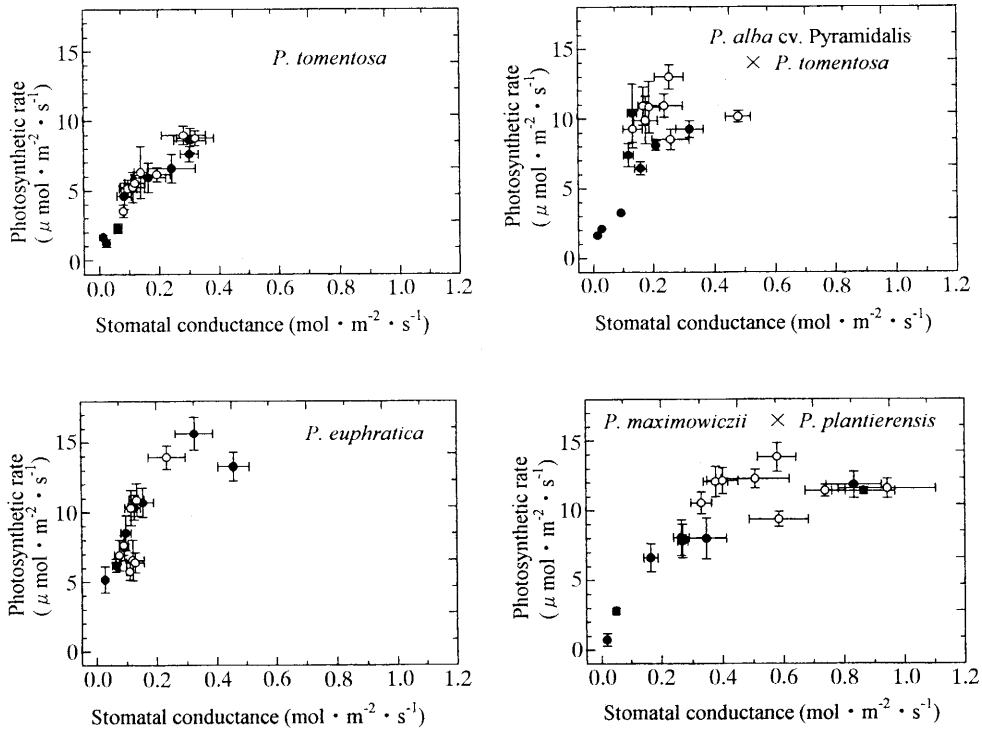 P. tomentosa
15
10
5
0
Photosynthetic rate
( μ mol · m-2 · s-1)
0.0 0.2 0.4 0.6 0.8 1.0 1.2
Stomatal conductance (mol · m-2 · s-1)
P. alba cv. Pyramidalis
× P. tomentosa
15
10
5
0
Photosynthetic rate
( μ mol · m-2 · s-1)
0.0 0.2 0.4 0.6 0.8 1.0 1.2
Stomatal conductance (mol · m-2 · s-1)
P. euphratica
15
10
5
0
Photosynthetic rate
( μ mol · m-2 · s-1)
0.0 0.2 0.4 0.6 0.8 1.0 1.2
Stomatal conductance (mol · m-2 · s-1)
P. maximowiczii × P. plantierensis
15
10
5
0
Photosynthetic rate
( μ mol · m-2 · s-1)
0.0 0.2 0.4 0.6 0.8 1.0 1.2
Stomatal conductance (mol · m-2 · s-1)